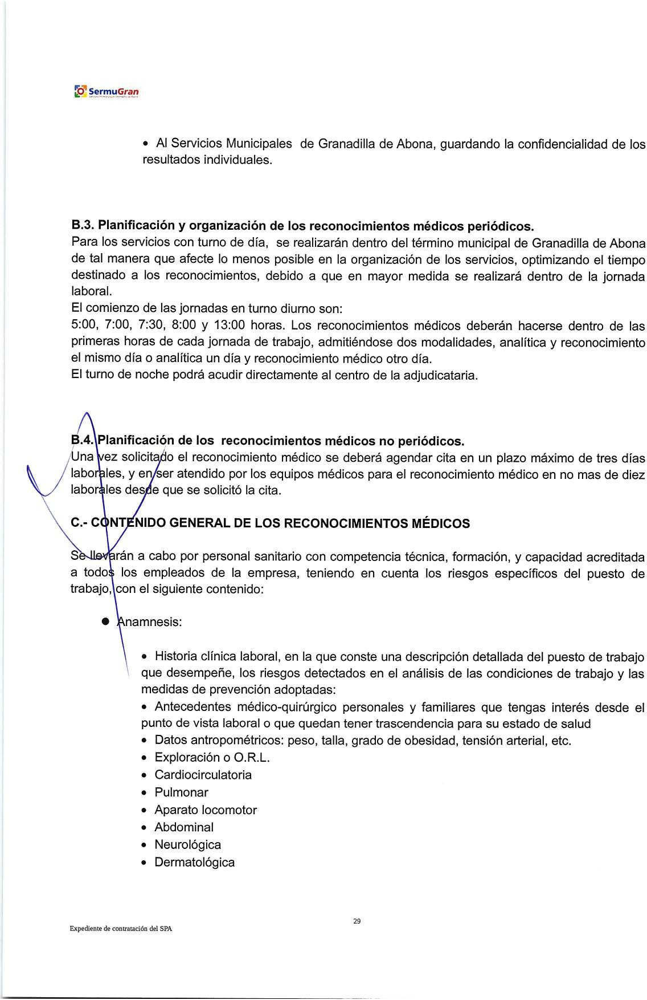 SermuGran
• Al Servicios Municipales de Granadilla de Abona, guardando la confidencialidad de los
resultados individuales.
B.3. Planificación y organización de los reconocimientos médicos periódicos.
Para los servicios con turno de día, se realizarán dentro del término municipal de Granadilla de Abona
de tal manera que afecte lo menos posible en la organización de los servicios, optimizando el tiempo
destinado a los reconocimientos, debido a que en mayor medida se realizará dentro de la jornada
laboral.
El comienzo de las jornadas en turno diurno son:
5:00, 7:00, 7:30, 8:00 y 13:00 horas. Los reconocimientos médicos deberán hacerse dentro de las
primeras horas de cada jornada de trabajo, admitiéndose dos modalidades, analítica y reconocimiento
el mismo día o analítica un día y reconocimiento médico otro día.
El turno de noche podrá acudir directamente al centro de la adjudicataria.
B.4. Planificación de los reconocimientos médicos no periódicos.
Una vez solicitado el reconocimiento médico se deberá agendar cita en un plazo máximo de tres días
laborales, y en ser atendido por los equipos médicos para el reconocimiento médico en no mas de diez
laborales desde que se solicitó la cita.
C.- CONTENIDO GENERAL DE LOS RECONOCIMIENTOS MÉDICOS
Se llevarán a cabo por personal sanitario con competencia técnica, formación, y capacidad acreditada
a todos los empleados de la empresa, teniendo en cuenta los riesgos específicos del puesto de
trabajo, con el siguiente contenido:
● Anamnesis:
• Historia clínica laboral, en la que conste una descripción detallada del puesto de trabajo
que desempeñe, los riesgos detectados en el análisis de las condiciones de trabajo y las
medidas de prevención adoptadas:
• Antecedentes médico-quirúrgico personales y familiares que tengas interés desde el
punto de vista laboral o que quedan tener trascendencia para su estado de salud
• Datos antropométricos: peso, talla, grado de obesidad, tensión arterial, etc.
• Exploración o O.R.L.
• Cardiocirculatoria
• Pulmonar
• Aparato locomotor
• Abdominal
• Neurológica
• Dermatológica
29
Expediente de contratación del SPA